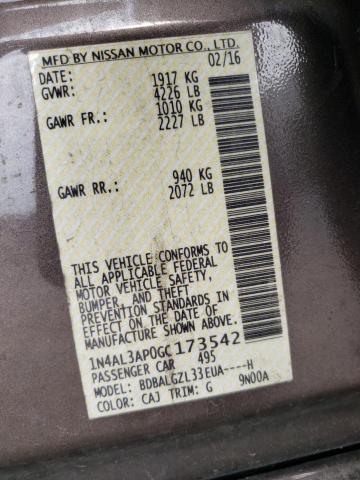 MFD BY NISSAN MOTOR CO., LTD.
DATE: 02/16
GVWR: 1917 KG
4226 LB
GAWR FR.: 1010 KG
2227 LB
GAWR RR.: 940 KG
2072 LB
THIS VEHICLE CONFORMS TO
ALL APPLICABLE FEDERAL
MOTOR VEHICLE SAFETY,
BUMPER, AND THEFT
PREVENTION STANDARDS IN
EFFECT ON THE DATE OF
MANUFACTURE SHOWN ABOVE.
1N4AL3AP0GC173542
PASSENGER CAR 495
MODEL: BDBALGZL33EUA----H
COLOR: CAJ TRIM: G 9N00A